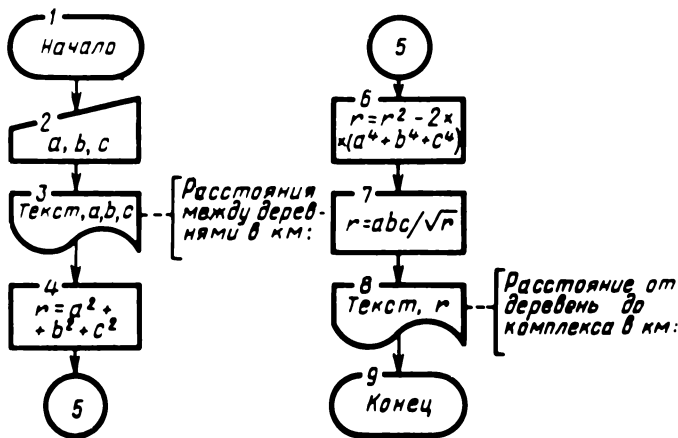 1
Начало
2
a, b, c
3
Текст, a, b, c
Расстояния
между дерев-
нями в км:
4
r = a² +
+ b² + c²
5
5
6
r = r² - 2 ×
×(a⁴ + b⁴ + c⁴)
7
r = abc/√r
8
Текст, r
Расстояние от
деревень до
комплекса в км:
9
Конец